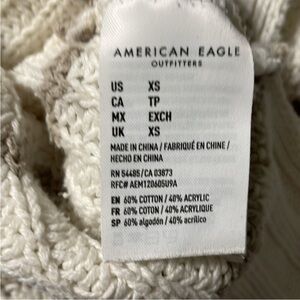 AMERICAN EAGLE
OUTFITTERS
US XS
CA TP
MX EXCH
UK XS
MADE IN CHINA / FABRIQUÉ EN CHINE /
HECHO EN CHINA
RN 54485/CA 03873
RFC# AEM120605U9A
EN 60% COTTON / 40% ACRYLIC
FR 60% COTON / 40% ACRYLIQUE
SP 60% algodón / 40% acrílico